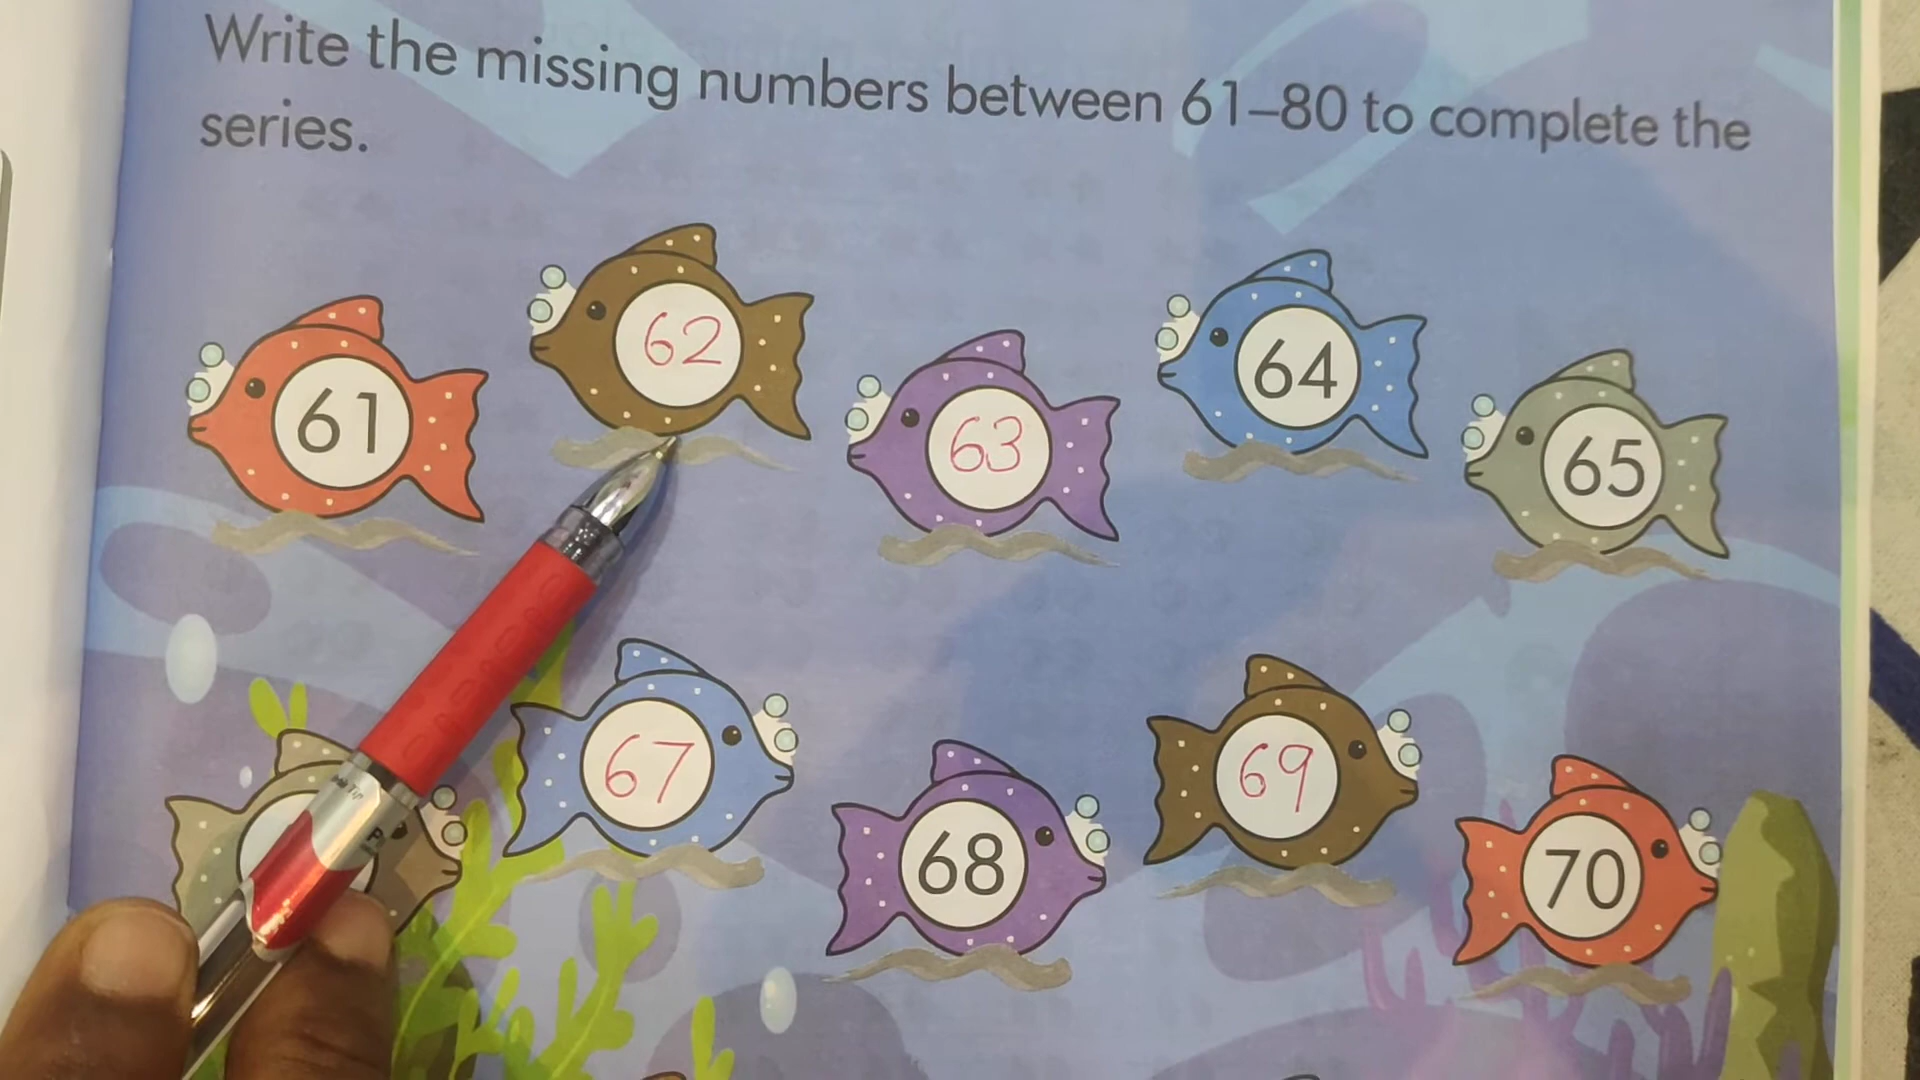 Write the missing numbers between 61–80 to complete the
series.
61 62 63 64 65
67 68 69 70